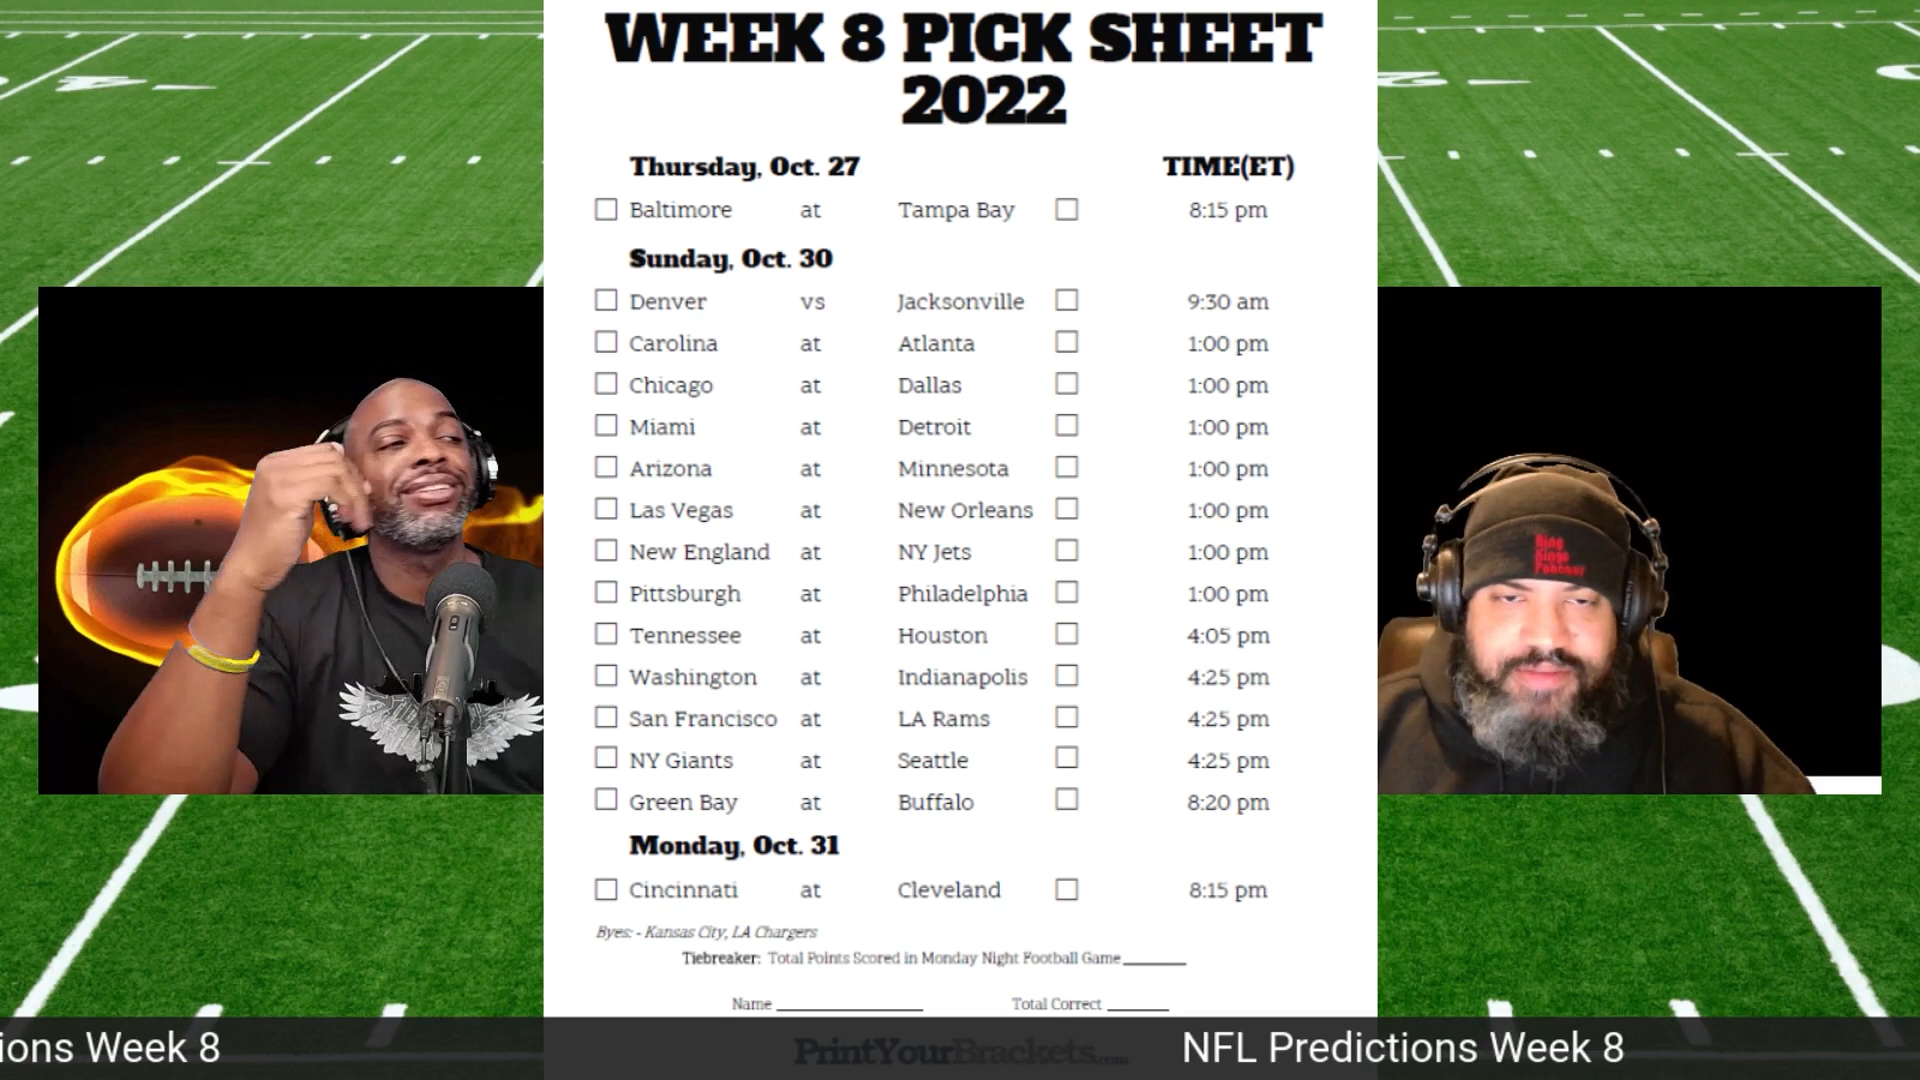 WEEK 8 PICK SHEET
2022
Thursday, Oct. 27 TIME(ET)
Baltimore at Tampa Bay 8:15 pm
Sunday, Oct. 30
Denver vs Jacksonville 9:30 am
Carolina at Atlanta 1:00 pm
Chicago at Dallas 1:00 pm
Miami at Detroit 1:00 pm
Arizona at Minnesota 1:00 pm
Las Vegas at New Orleans 1:00 pm
New England at NY Jets 1:00 pm
Pittsburgh at Philadelphia 1:00 pm
Tennessee at Houston 4:05 pm
Washington at Indianapolis 4:25 pm
San Francisco at LA Rams 4:25 pm
NY Giants at Seattle 4:25 pm
Green Bay at Buffalo 8:20 pm
Monday, Oct. 31
Cincinnati at Cleveland 8:15 pm
Byes: - Kansas City, LA Chargers
Tiebreaker: Total Points Scored in Monday Night Football Game
Name Total Correct
PrintYourBrackets.com
ions Week 8 NFL Predictions Week 8